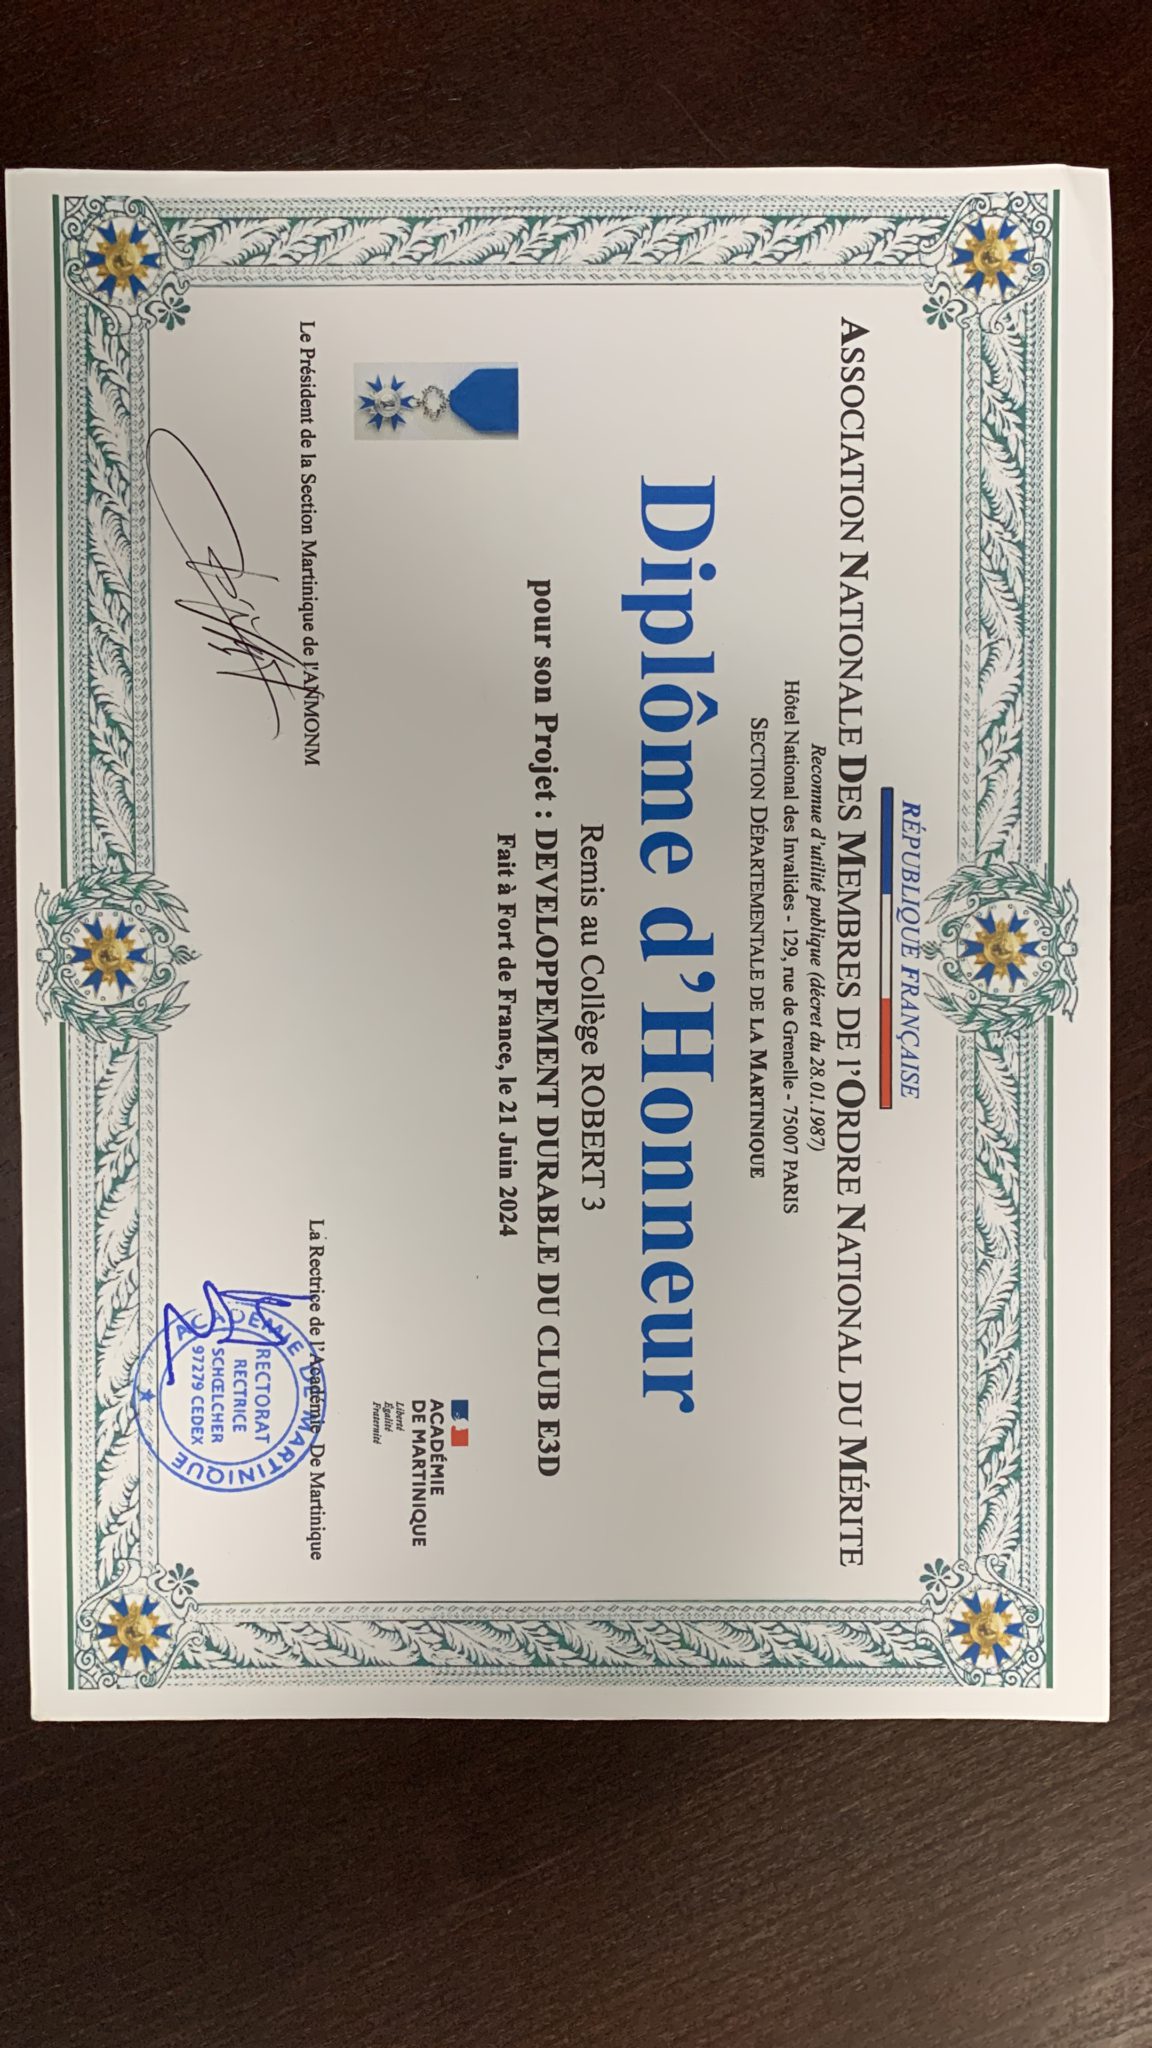 RÉPUBLIQUE FRANÇAISE
ASSOCIATION NATIONALE DES MEMBRES DE l'ORDRE NATIONAL DU MÉRITE
Reconnue d'utilité publique (décret du 28.01.1987)
Hôtel National des Invalides - 129, rue de Grenelle - 75007 PARIS
SECTION DÉPARTEMENTALE DE LA MARTINIQUE
Diplôme d'Honneur
Remis au Collège ROBERT 3
pour son Projet : DEVELOPPEMENT DURABLE DU CLUB E3D
Fait à Fort de France, le 21 Juin 2024
ACADÉMIE
DE MARTINIQUE
Liberté
Égalité
Fraternité
Le Président de la Section Martinique de l'ANMONM
La Rectrice de l'Académie De Martinique
ACADEMIE DE MARTINIQUE
RECTORAT
RECTRICE
SCHŒLCHER
97279 CEDEX